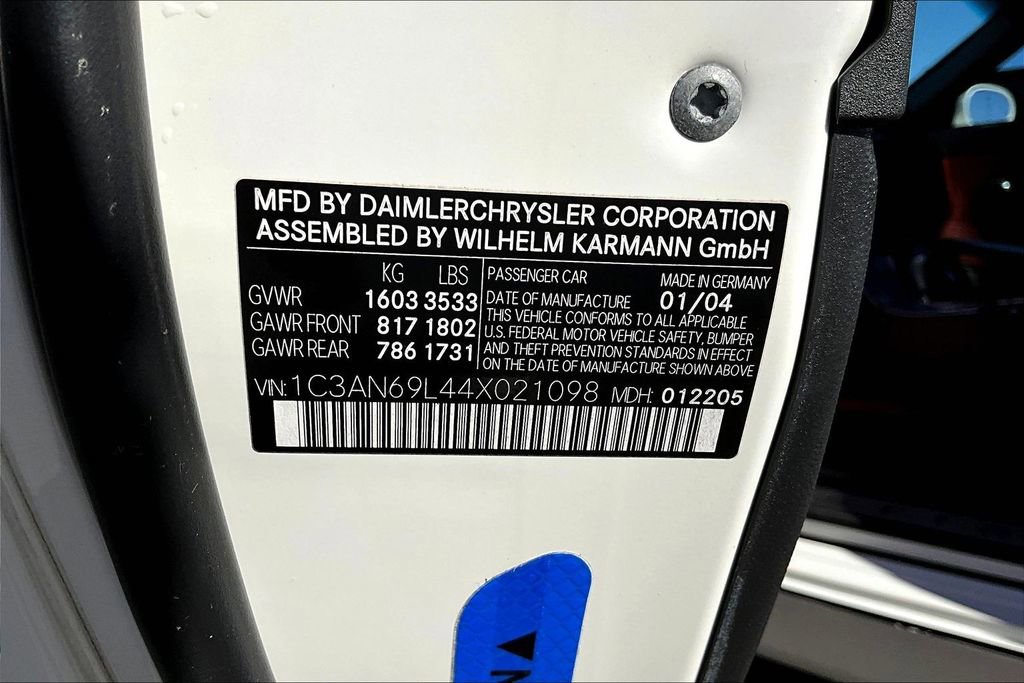 MFD BY DAIMLERCHRYSLER CORPORATION
ASSEMBLED BY WILHELM KARMANN GmbH
KG LBS
GVWR 1603 3533
GAWR FRONT 817 1802
GAWR REAR 786 1731
PASSENGER CAR MADE IN GERMANY
DATE OF MANUFACTURE 01/04
THIS VEHICLE CONFORMS TO ALL APPLICABLE
U.S. FEDERAL MOTOR VEHICLE SAFETY, BUMPER
AND THEFT PREVENTION STANDARDS IN EFFECT
ON THE DATE OF MANUFACTURE SHOWN ABOVE
VIN: 1C3AN69L44X021098 MDH: 012205